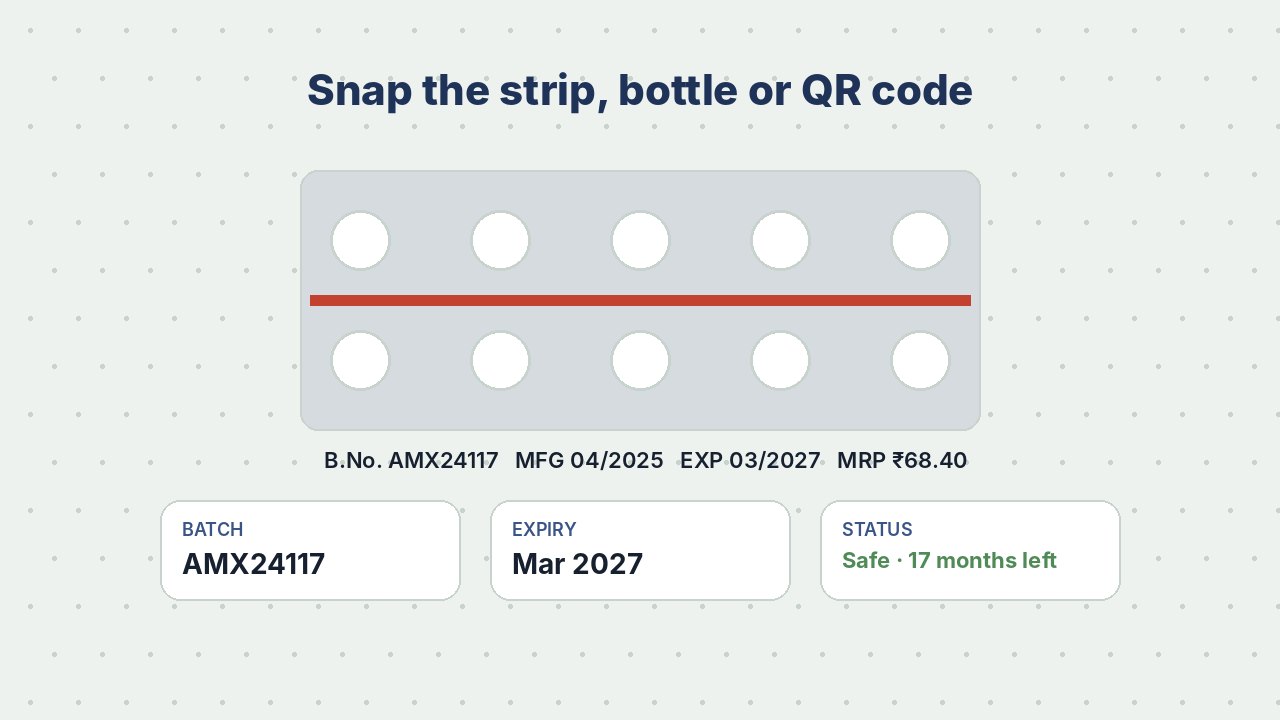 Snap the strip, bottle or QR code
B.No. AMX24117 MFG 04/2025 EXP 03/2027 MRP ₹68.40
BATCH
AMX24117
EXPIRY
Mar 2027
STATUS
Safe · 17 months left